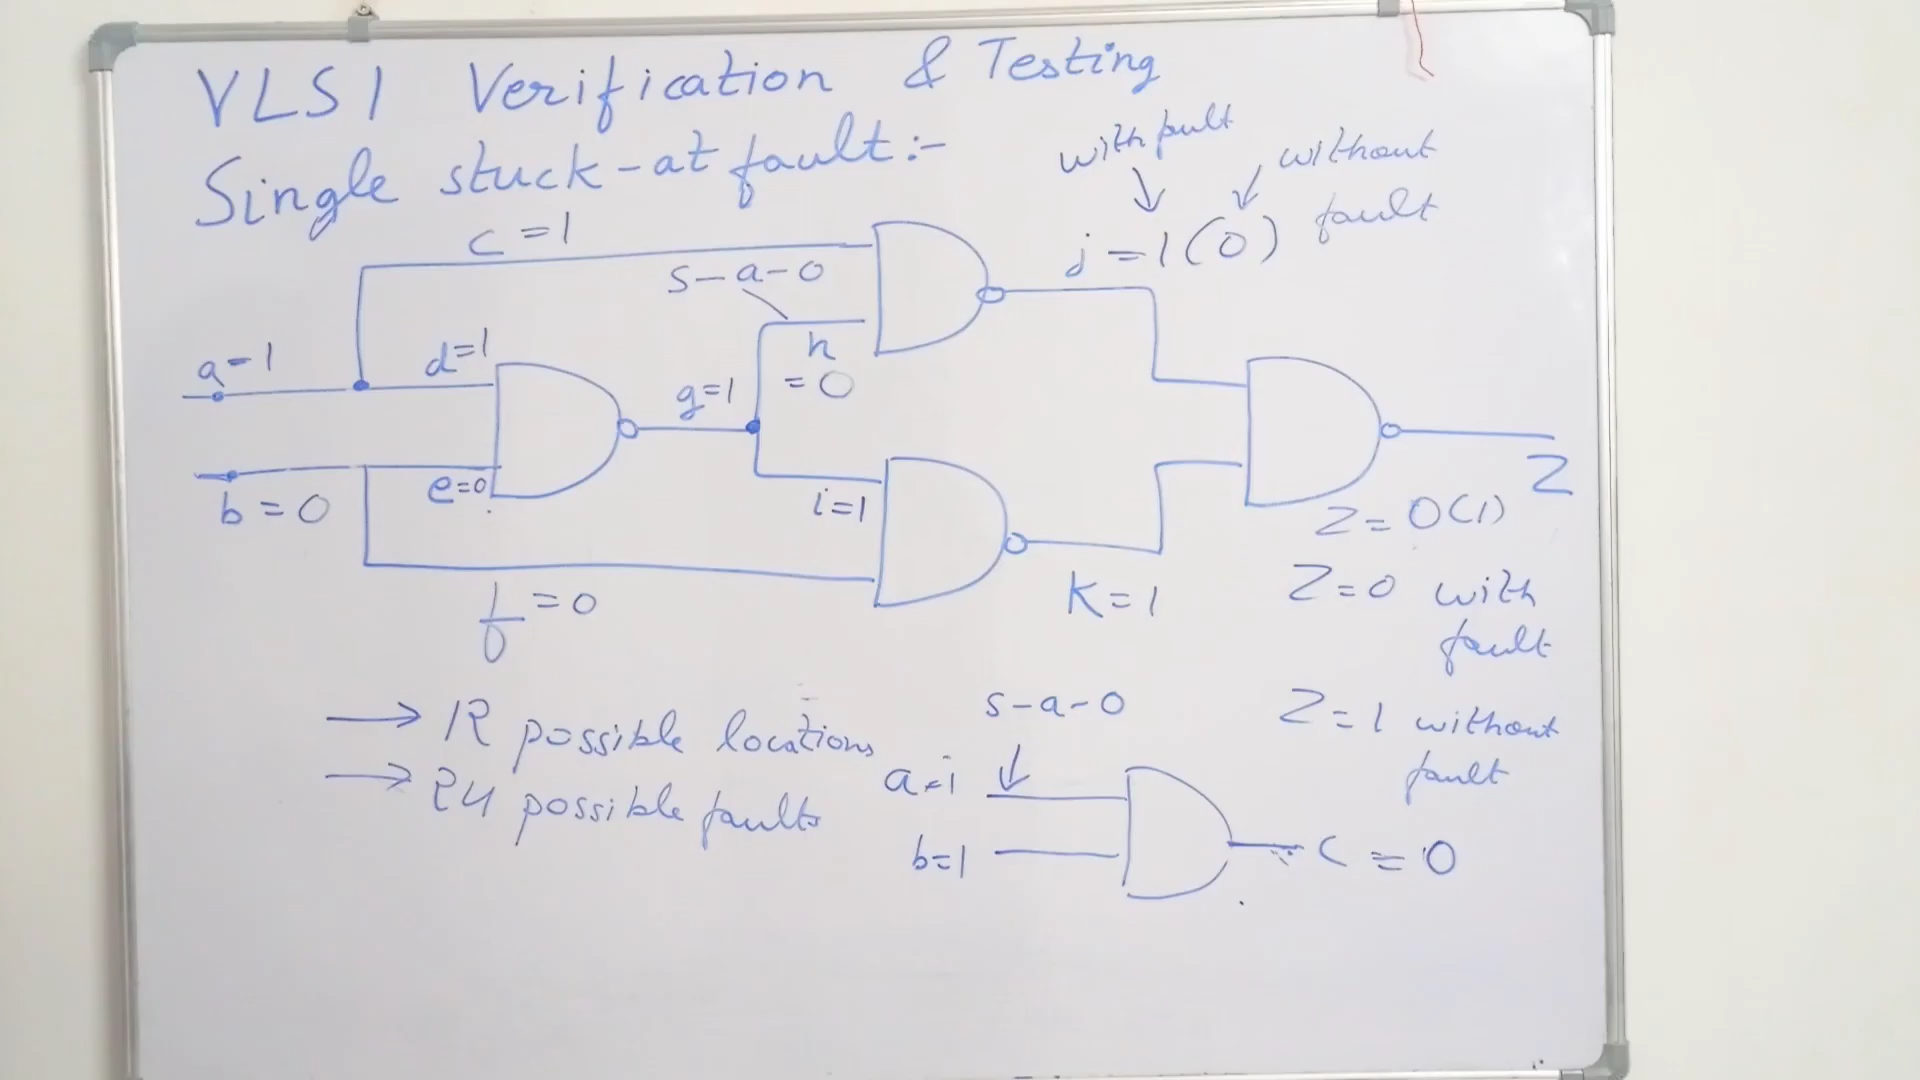 VLSI Verification & Testing
Single stuck-at fault:-
with fault
without fault
c=1
s-a-0
j=1(0)
a=1
d=1
h
=0
g=1
e=0
b=0
i=1
Z
Z=0(1)
=0
K=1
Z=0 with fault
12 possible locations
s-a-0
Z=1 without fault
24 possible faults
a=1
b=1
c=0